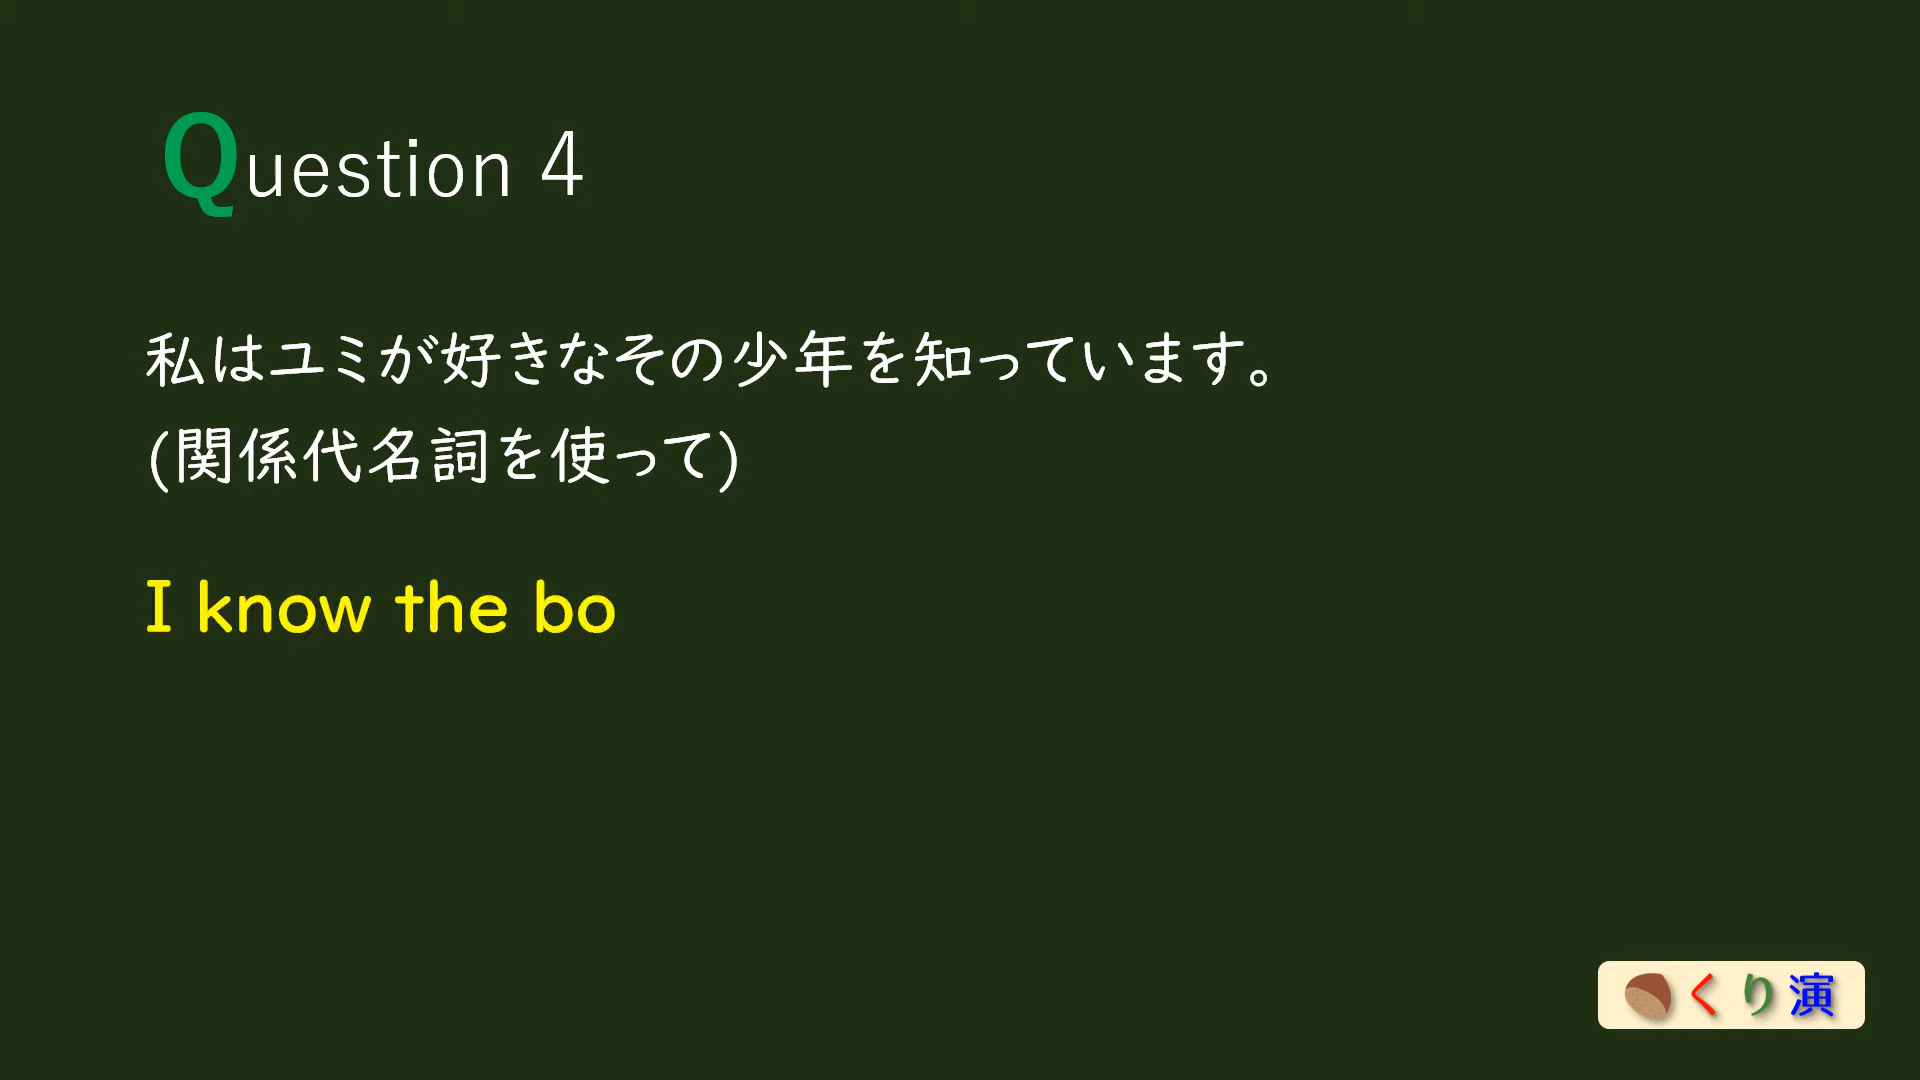 Question 4
私はユミが好きなその少年を知っています。
(関係代名詞を使って)
I know the bo
くり演